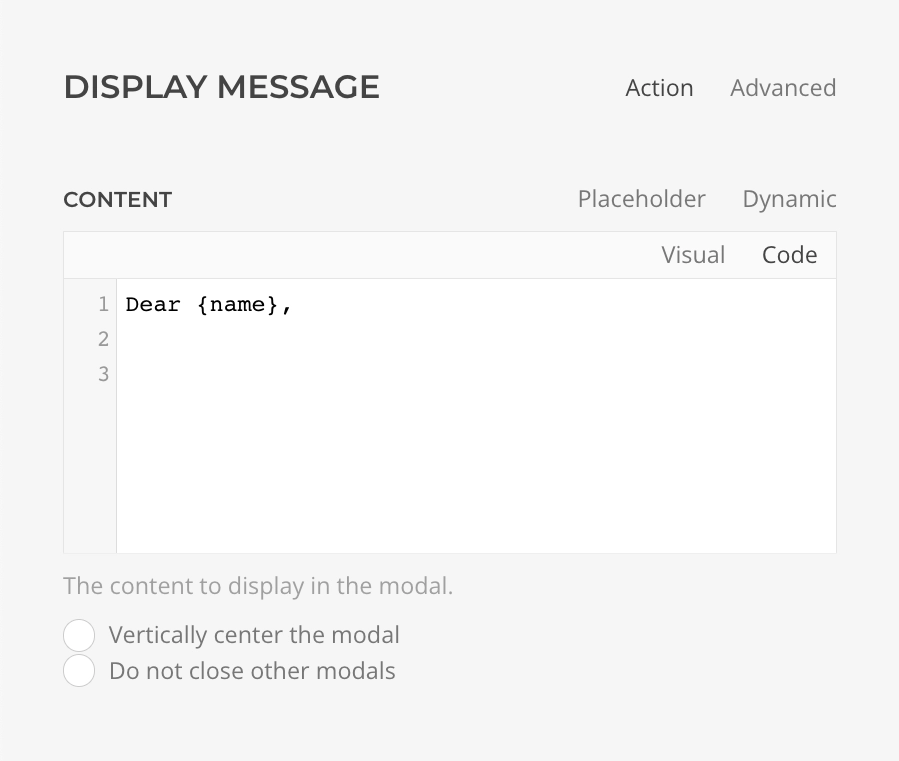 DISPLAY MESSAGE Action Advanced
CONTENT Placeholder Dynamic
Visual Code
1 Dear {name},
2
3
The content to display in the modal.
Vertically center the modal
Do not close other modals